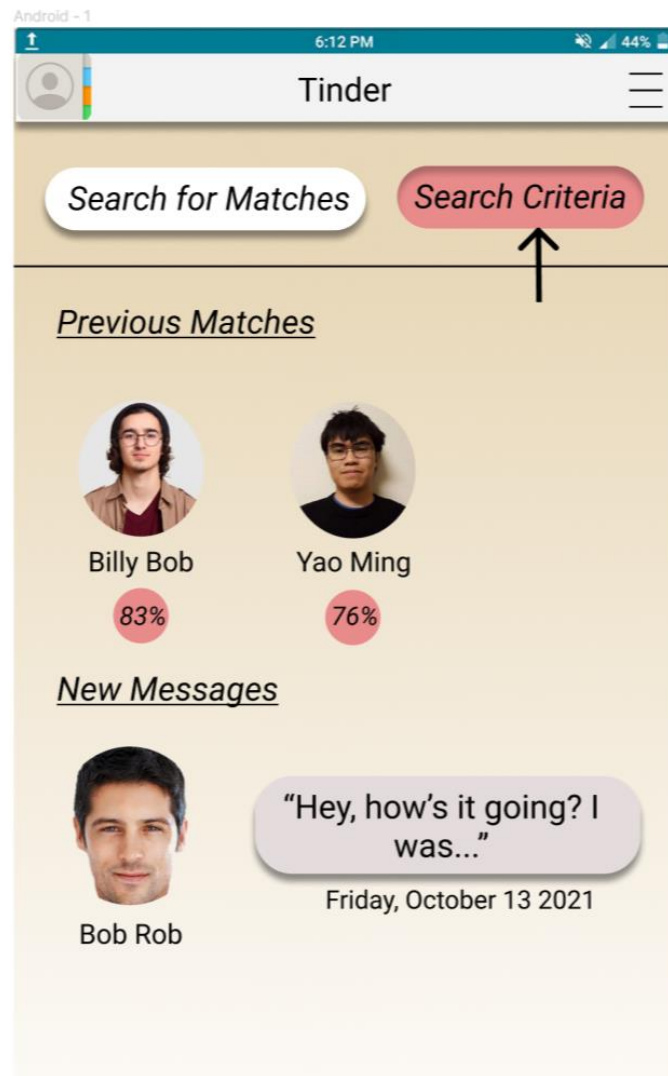 Android - 1
6:12 PM
44%
Tinder
Search for Matches
Search Criteria
Previous Matches
Billy Bob
Yao Ming
83%
76%
New Messages
“Hey, how’s it going? I
was...”
Friday, October 13 2021
Bob Rob